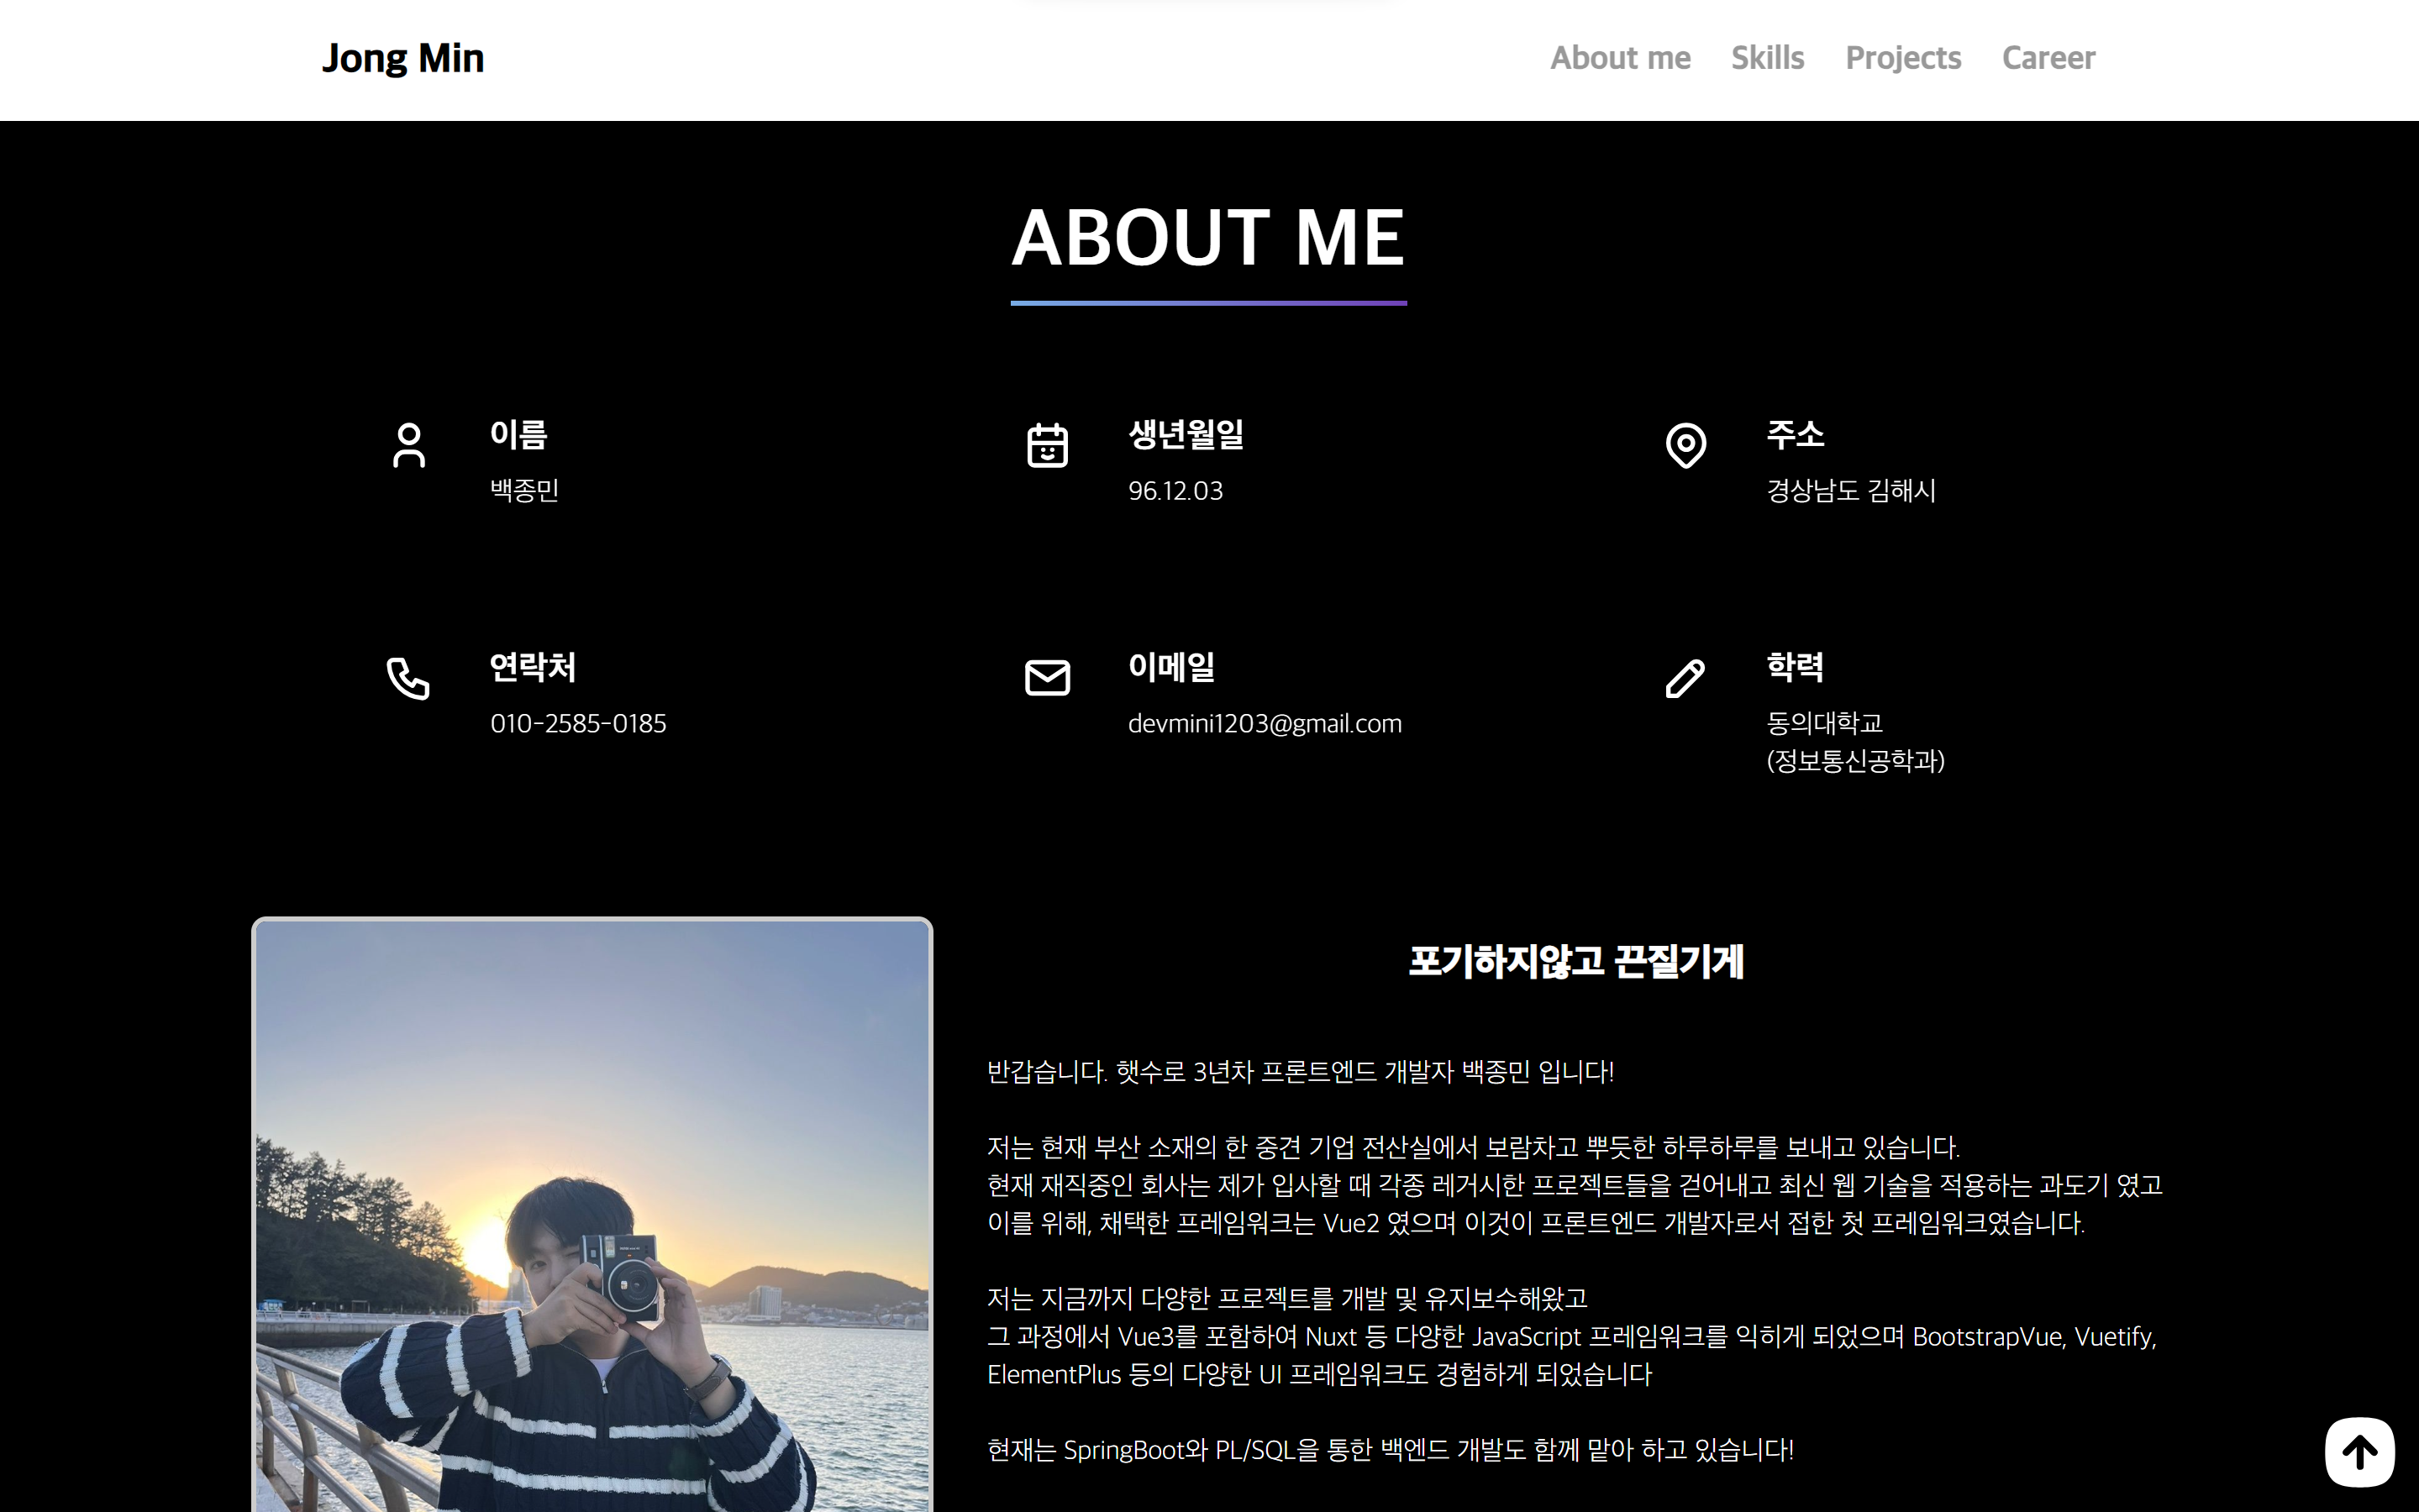 Jong Min
About me Skills Projects Career
ABOUT ME
이름
백종민
생년월일
96.12.03
주소
경상남도 김해시
연락처
010-2585-0185
이메일
devmini1203@gmail.com
학력
동의대학교
(정보통신공학과)
포기하지않고 끈질기게
반갑습니다. 햇수로 3년차 프론트엔드 개발자 백종민 입니다!
저는 현재 부산 소재의 한 중견 기업 전산실에서 보람차고 뿌듯한 하루하루를 보내고 있습니다.
현재 재직중인 회사는 제가 입사할 때 각종 레거시한 프로젝트들을 걷어내고 최신 웹 기술을 적용하는 과도기 였고
이를 위해, 채택한 프레임워크는 Vue2 였으며 이것이 프론트엔드 개발자로서 접한 첫 프레임워크였습니다.
저는 지금까지 다양한 프로젝트를 개발 및 유지보수해왔고
그 과정에서 Vue3를 포함하여 Nuxt 등 다양한 JavaScript 프레임워크를 익히게 되었으며 BootstrapVue, Vuetify,
ElementPlus 등의 다양한 UI 프레임워크도 경험하게 되었습니다
현재는 SpringBoot와 PL/SQL을 통한 백엔드 개발도 함께 맡아 하고 있습니다!